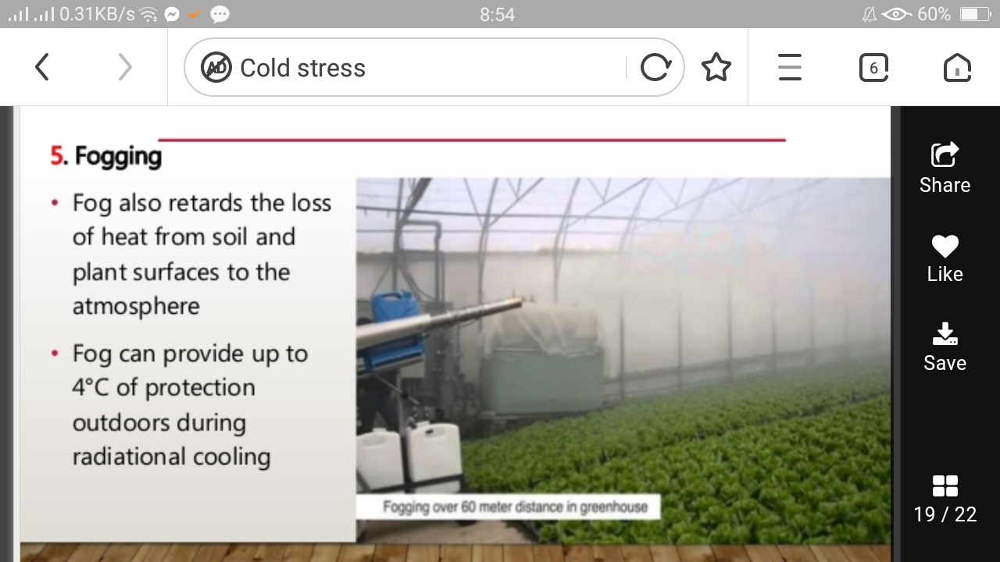 0.31KB/s 8:54 60%
AD Cold stress 6
5. Fogging
• Fog also retards the loss
of heat from soil and
plant surfaces to the
atmosphere
• Fog can provide up to
4°C of protection
outdoors during
radiational cooling
Fogging over 60 meter distance in greenhouse
Share
Like
Save
19 / 22